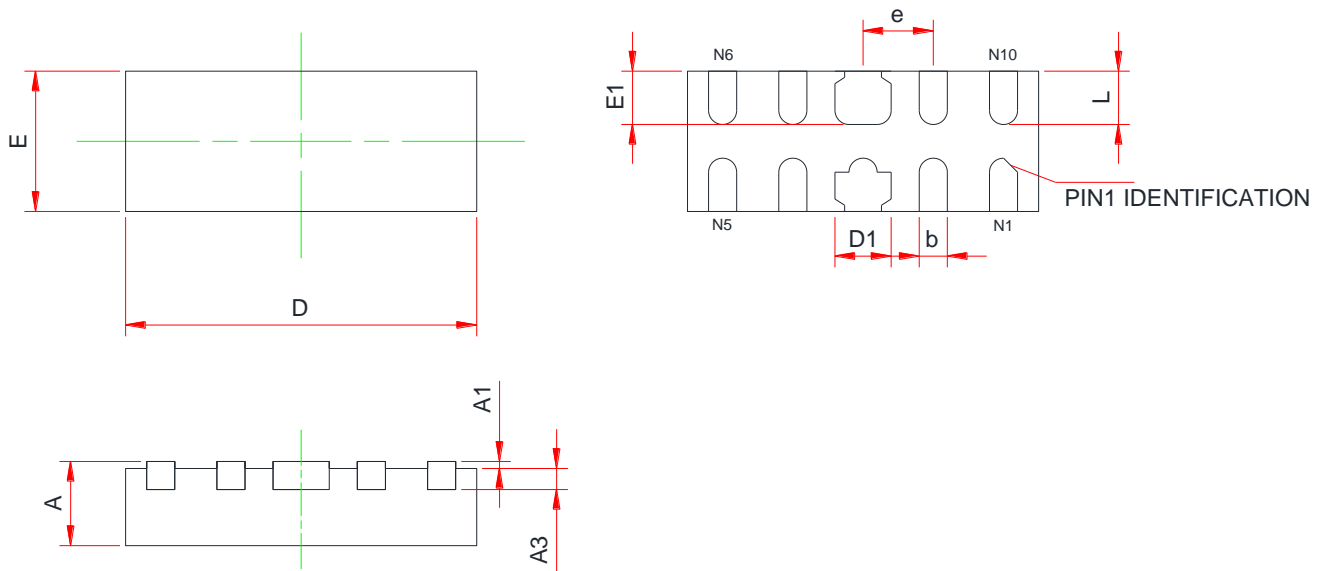 E
D
E1
N6
e
N10
L
PIN1 IDENTIFICATION
N5
D1
b
N1
A
A1
A3